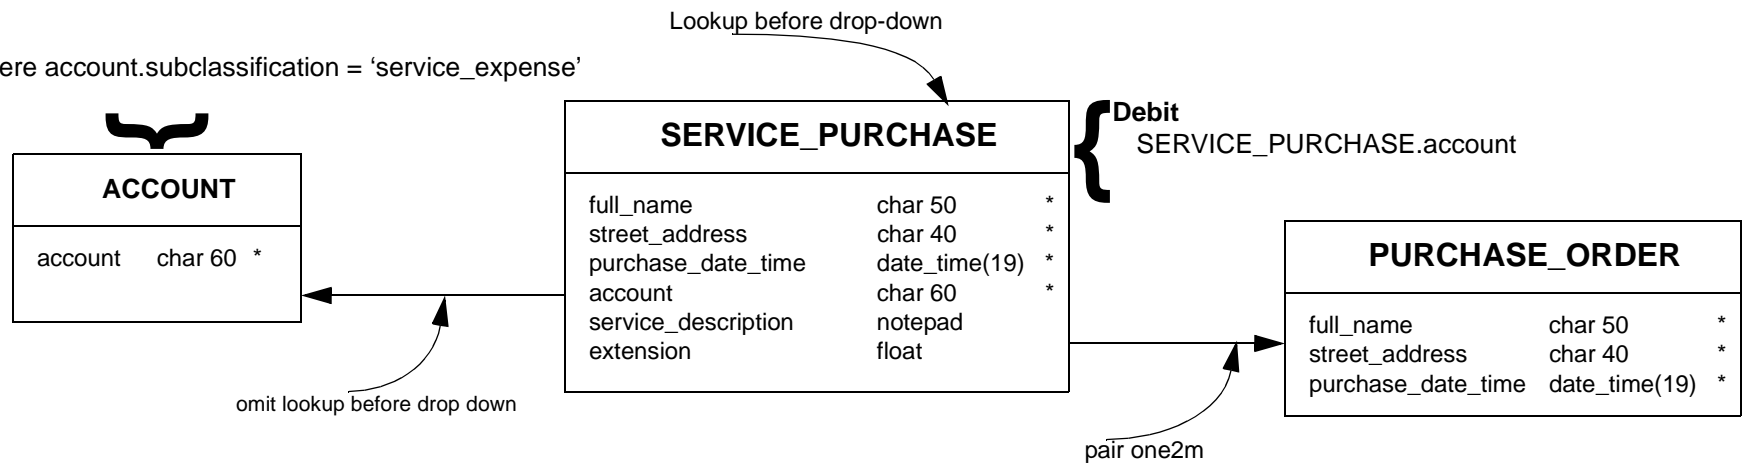 Lookup before drop-down
ere account.subclassification = ‘service_expense’
ACCOUNT
account char 60 *
SERVICE_PURCHASE
full_name char 50 *
street_address char 40 *
purchase_date_time date_time(19) *
account char 60 *
service_description notepad
extension float
Debit
SERVICE_PURCHASE.account
PURCHASE_ORDER
full_name char 50 *
street_address char 40 *
purchase_date_time date_time(19) *
omit lookup before drop down
pair one2m